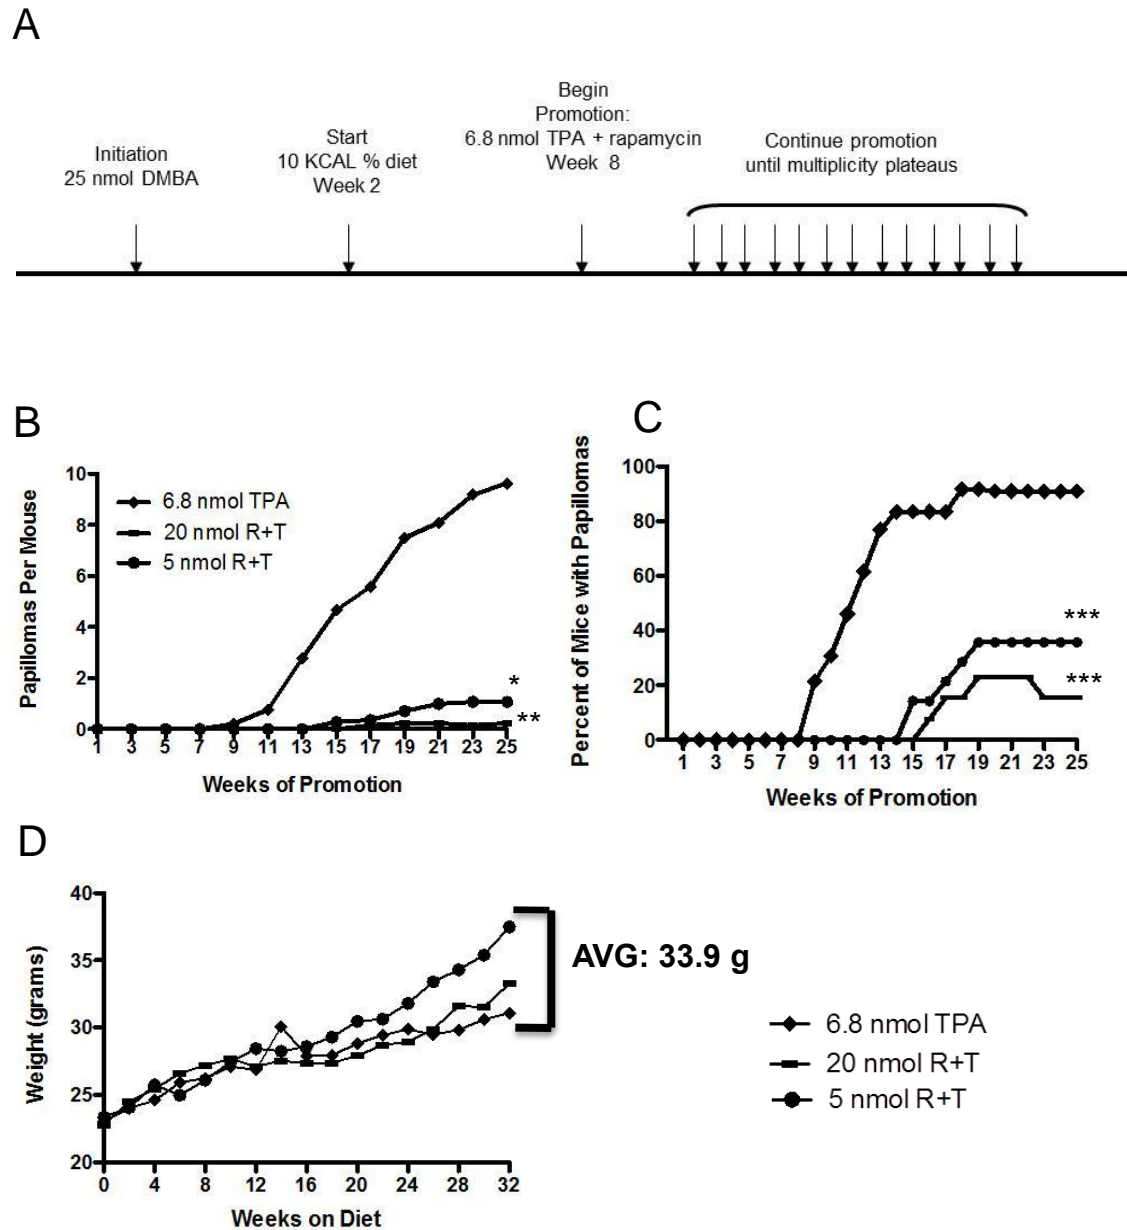 A
Initiation
25 nmol DMBA
Start
10 KCAL % diet
Week 2
Begin
Promotion:
6.8 nmol TPA + rapamycin
Week 8
Continue promotion
until multiplicity plateaus
B
Papillomas Per Mouse
10
8
6
4
2
0
6.8 nmol TPA
20 nmol R+T
5 nmol R+T
*
**
1 3 5 7 9 11 13 15 17 19 21 23 25
Weeks of Promotion
C
Percent of Mice with Papillomas
100
80
60
40
20
0
***
***
1 3 5 7 9 11 13 15 17 19 21 23 25
Weeks of Promotion
D
Weight (grams)
40
35
30
25
20
0 4 8 12 16 20 24 28 32
Weeks on Diet
AVG: 33.9 g
6.8 nmol TPA
20 nmol R+T
5 nmol R+T